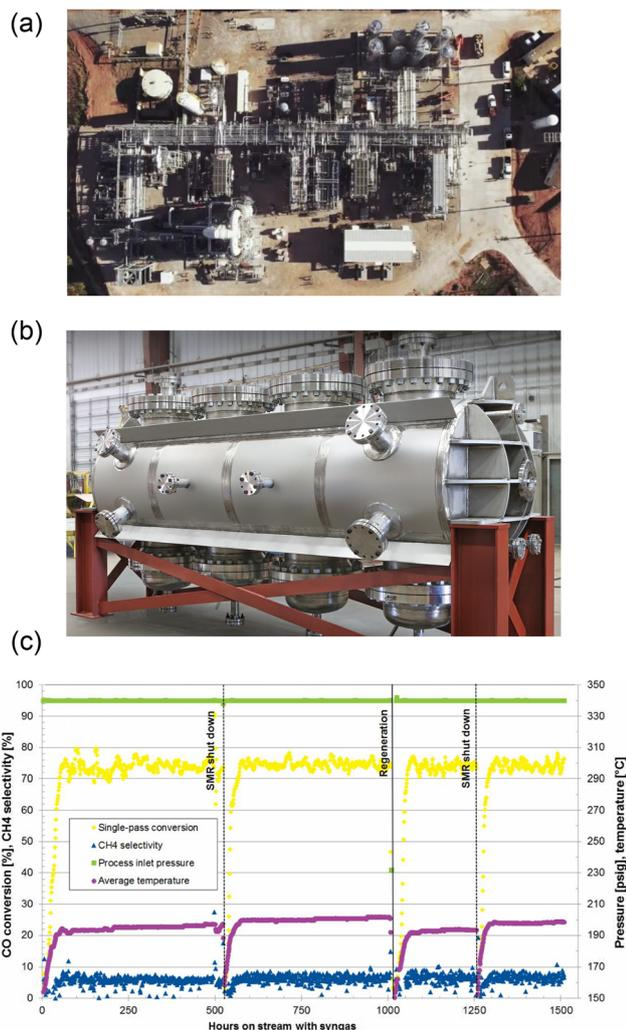 (a)
(b)
(c)
100
90
80
70
60
50
40
30
20
10
0
CO conversion [%], CH4 selectivity [%]
SMR shut down
Regeneration
SMR shut down
Single-pass conversion
CH4 selectivity
Process inlet pressure
Average temperature
350
330
310
290
270
250
230
210
190
170
150
Pressure [psig], temperature [°C]
0
250
500
750
1000
1250
1500
Hours on stream with syngas